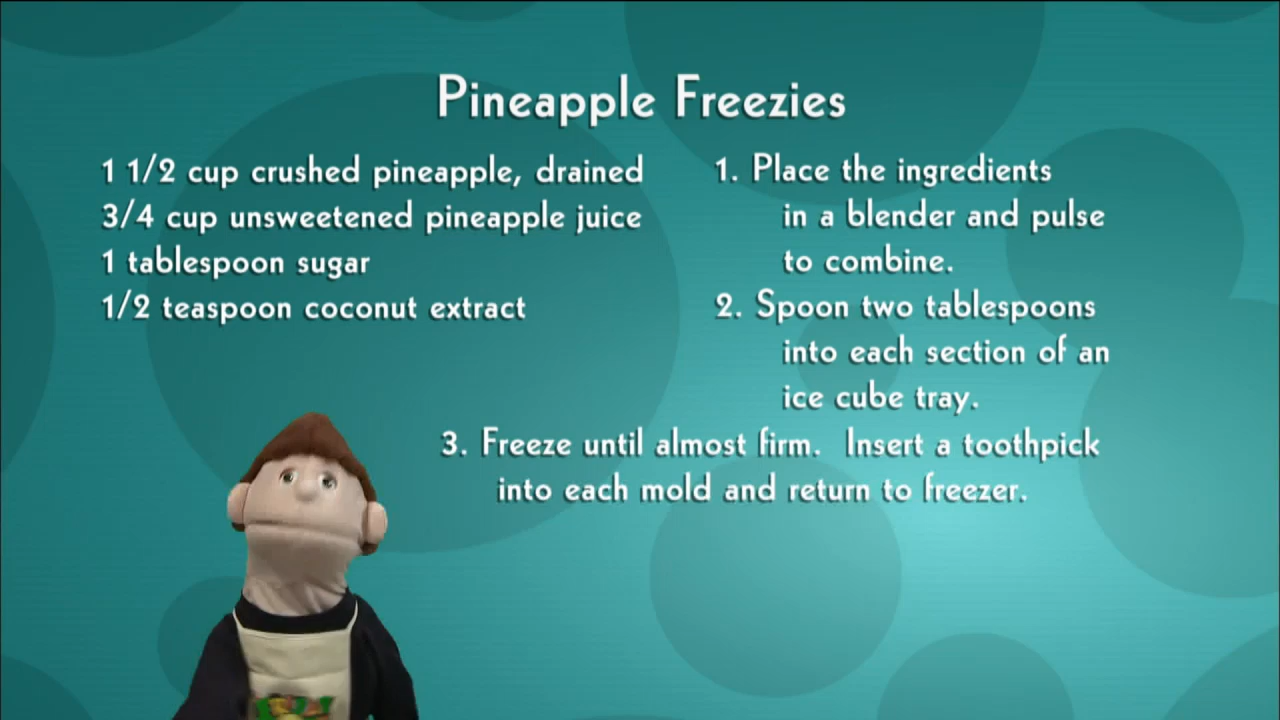 Pineapple Freezies
1 1/2 cup crushed pineapple, drained
3/4 cup unsweetened pineapple juice
1 tablespoon sugar
1/2 teaspoon coconut extract
1. Place the ingredients
in a blender and pulse
to combine.
2. Spoon two tablespoons
into each section of an
ice cube tray.
3. Freeze until almost firm.  Insert a toothpick
into each mold and return to freezer.